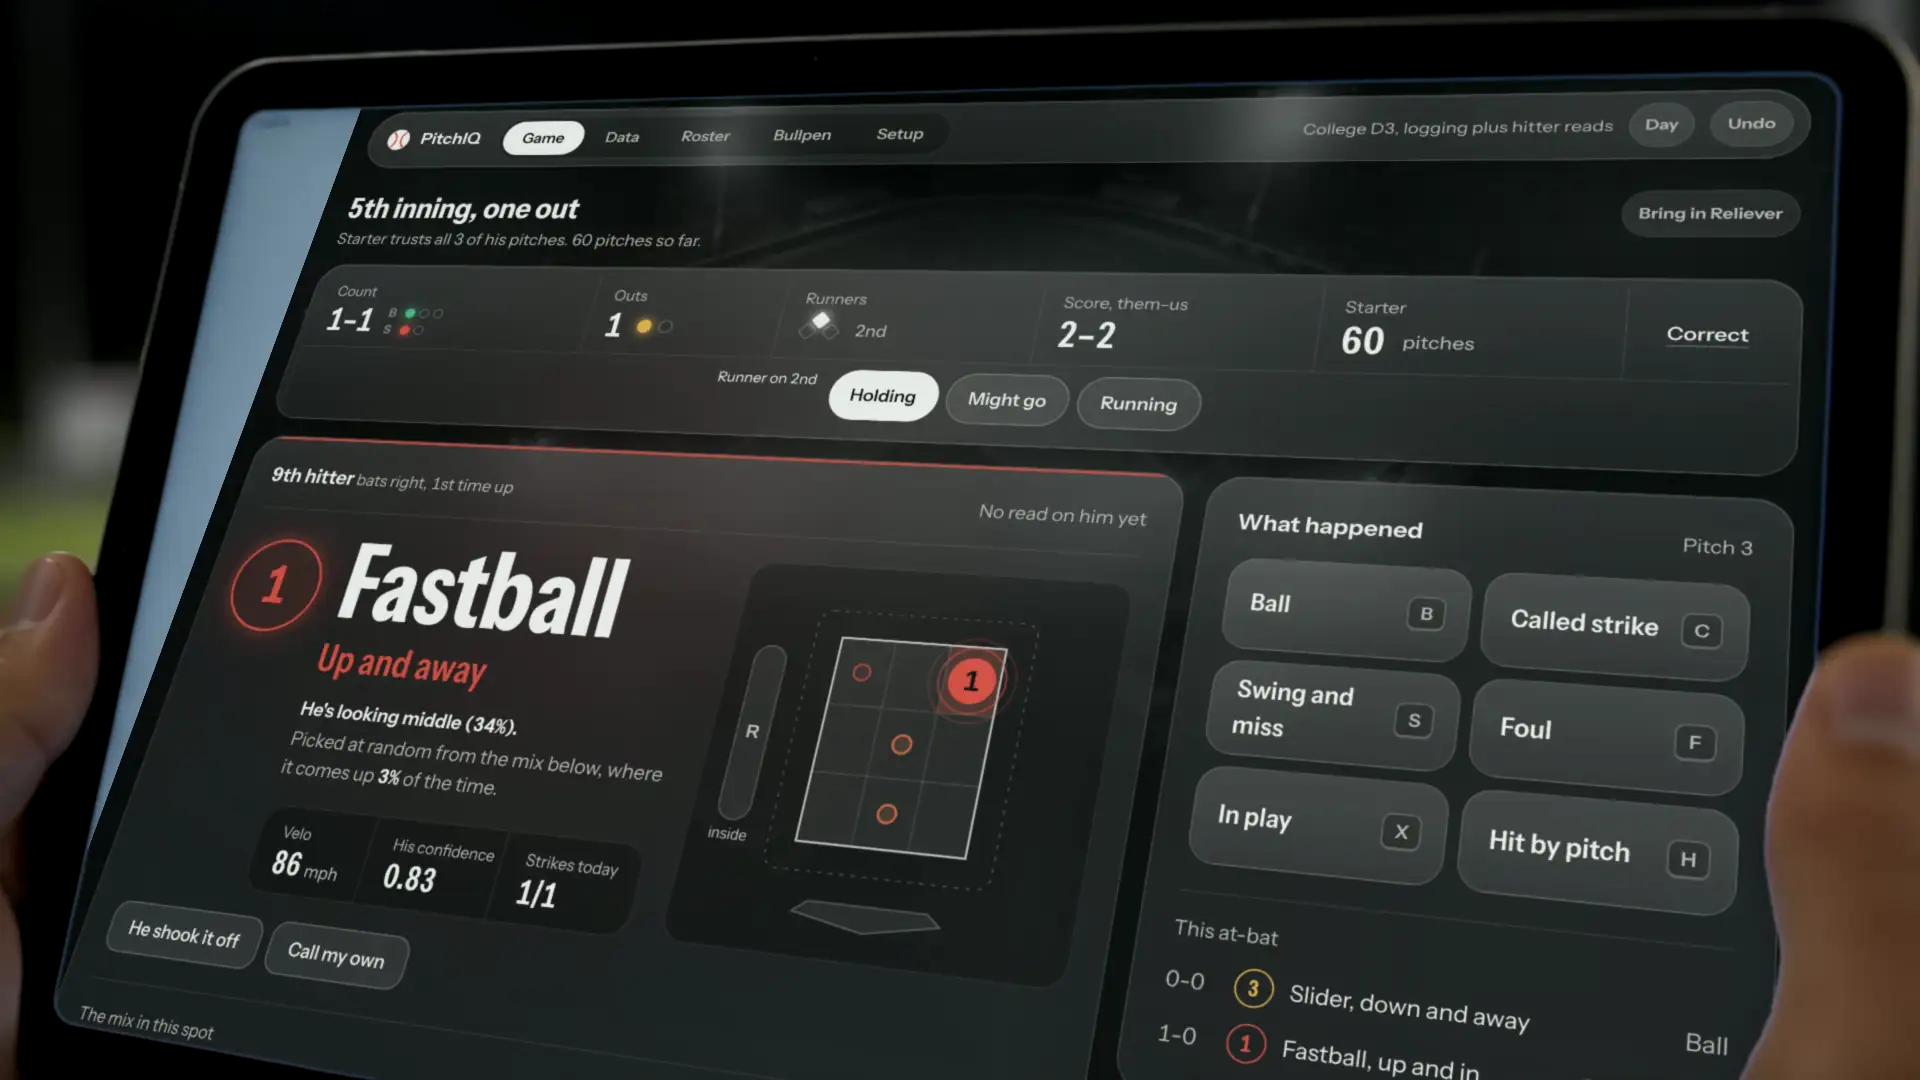 PitchIQ
Game
Data
Roster
Bullpen
Setup
College D3, logging plus hitter reads
Day
Undo
5th inning, one out
Starter trusts all 3 of his pitches. 60 pitches so far.
Bring in Reliever
Count
1-1
B
S
Outs
1
Runners
2nd
Score, them-us
2-2
Starter
60 pitches
Correct
Runner on 2nd
Holding
Might go
Running
9th hitter bats right, 1st time up
No read on him yet
1
Fastball
Up and away
He's looking middle (34%).
Picked at random from the mix below, where
it comes up 3% of the time.
Velo
86 mph
His confidence
0.83
Strikes today
1/1
He shook it off
Call my own
The mix in this spot
R
inside
1
What happened
Pitch 3
Ball B
Called strike C
Swing and
miss S
Foul F
In play X
Hit by pitch H
This at-bat
0-0 3 Slider, down and away
Ball
1-0 1 Fastball, up and in